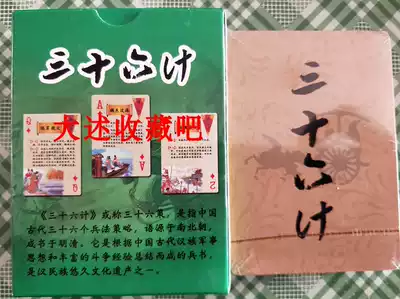 三十六计
A
Q
2
犬述收藏吧
《三十六计》或称三十六策，是指中国
古代三十六个兵法策略，语源于南北朝，
成书于明清，它是根据中国古代汉族军事
思想和丰富的斗争经验总结而成的兵书，
是汉民族悠久文化遗产之一。
三十六计